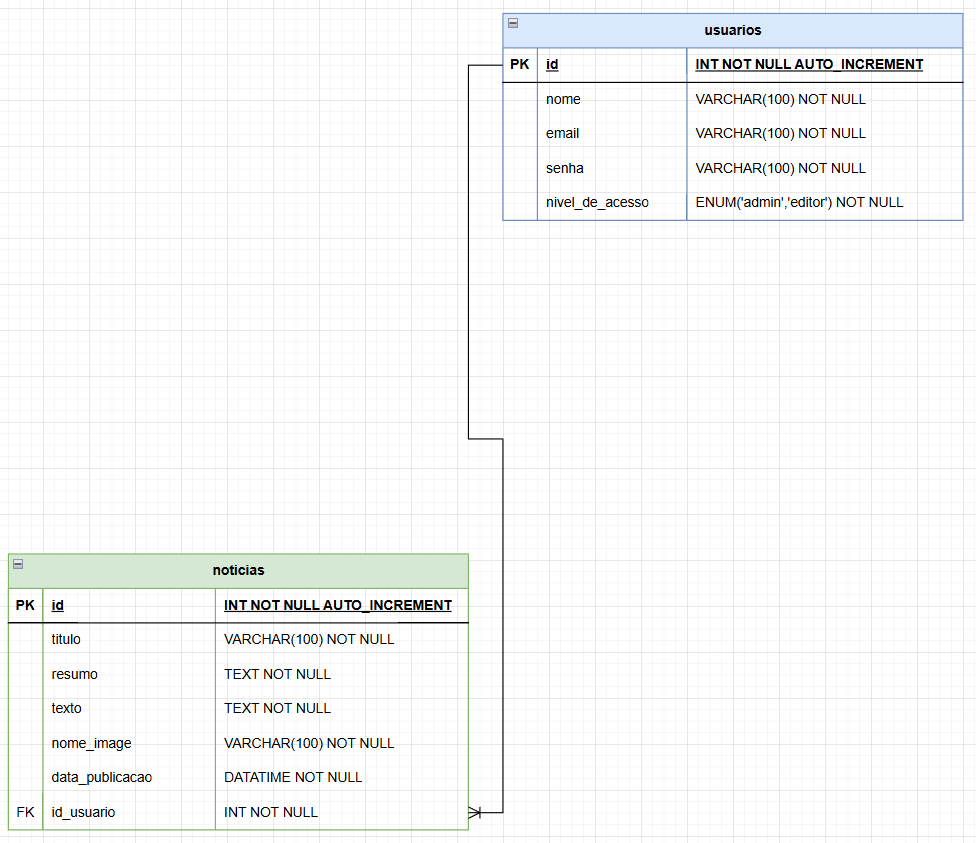 usuarios
PK id INT NOT NULL AUTO_INCREMENT
nome VARCHAR(100) NOT NULL
email VARCHAR(100) NOT NULL
senha VARCHAR(100) NOT NULL
nivel_de_acesso ENUM('admin','editor') NOT NULL
noticias
PK id INT NOT NULL AUTO_INCREMENT
titulo VARCHAR(100) NOT NULL
resumo TEXT NOT NULL
texto TEXT NOT NULL
nome_image VARCHAR(100) NOT NULL
data_publicacao DATATIME NOT NULL
FK id_usuario INT NOT NULL